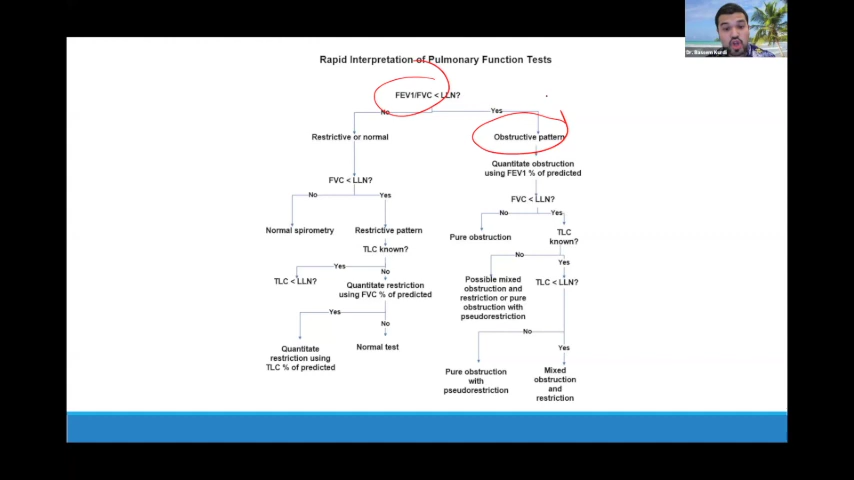 Dr. Bassem Kurdi
Rapid Interpretation of Pulmonary Function Tests
FEV1/FVC < LLN?
No
Yes
Restrictive or normal
Obstructive pattern
Quantitate obstruction
using FEV1 % of predicted
FVC < LLN?
FVC < LLN?
No
Yes
No
Yes
Normal spirometry
Restrictive pattern
Pure obstruction
TLC
known?
TLC known?
No
Yes
Yes
No
TLC < LLN?
Quantitate restriction
using FVC % of predicted
Possible mixed
obstruction and
restriction or pure
obstruction with
pseudorestriction
TLC < LLN?
Yes
No
No
Yes
Quantitate
restriction using
TLC % of predicted
Normal test
Pure obstruction
with
pseudorestriction
Mixed
obstruction
and
restriction